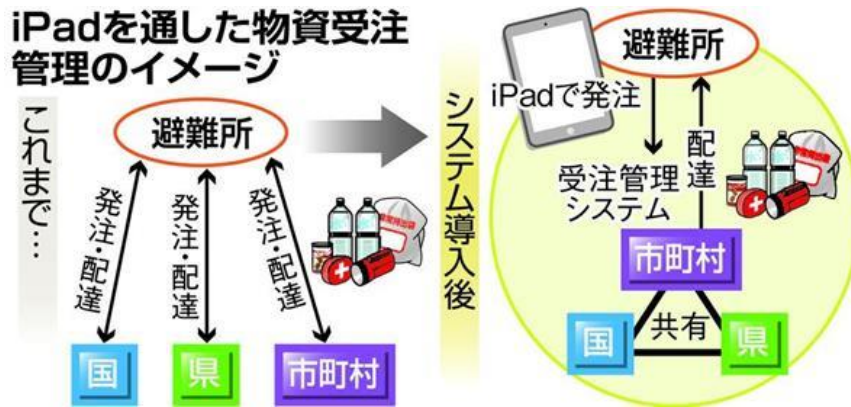 iPadを通した物資受注
管理のイメージ
これまで…
避難所
発注・配達
発注・配達
発注・配達
国
県
市町村
システム導入後
避難所
iPadで発注
受注管理
システム
配達
市町村
共有
国
県